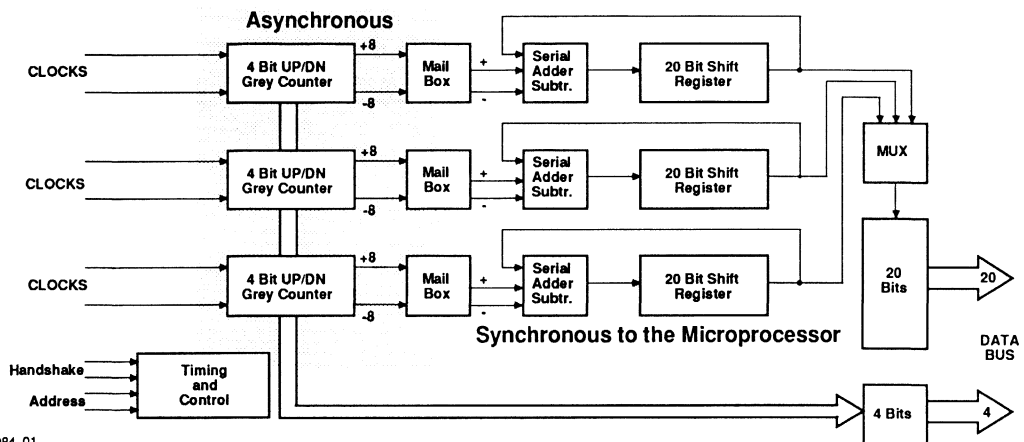 Asynchronous
CLOCKS
4 Bit UP/DN
Grey Counter
+8
-8
Mail
Box
+
-
Serial
Adder
Subtr.
20 Bit Shift
Register
MUX
CLOCKS
4 Bit UP/DN
Grey Counter
+8
-8
Mail
Box
+
-
Serial
Adder
Subtr.
20 Bit Shift
Register
CLOCKS
4 Bit UP/DN
Grey Counter
+8
-8
Mail
Box
+
-
Serial
Adder
Subtr.
20 Bit Shift
Register
20
Bits
20
Synchronous to the Microprocessor
DATA
BUS
Handshake
Address
Timing
and
Control
4 Bits
4